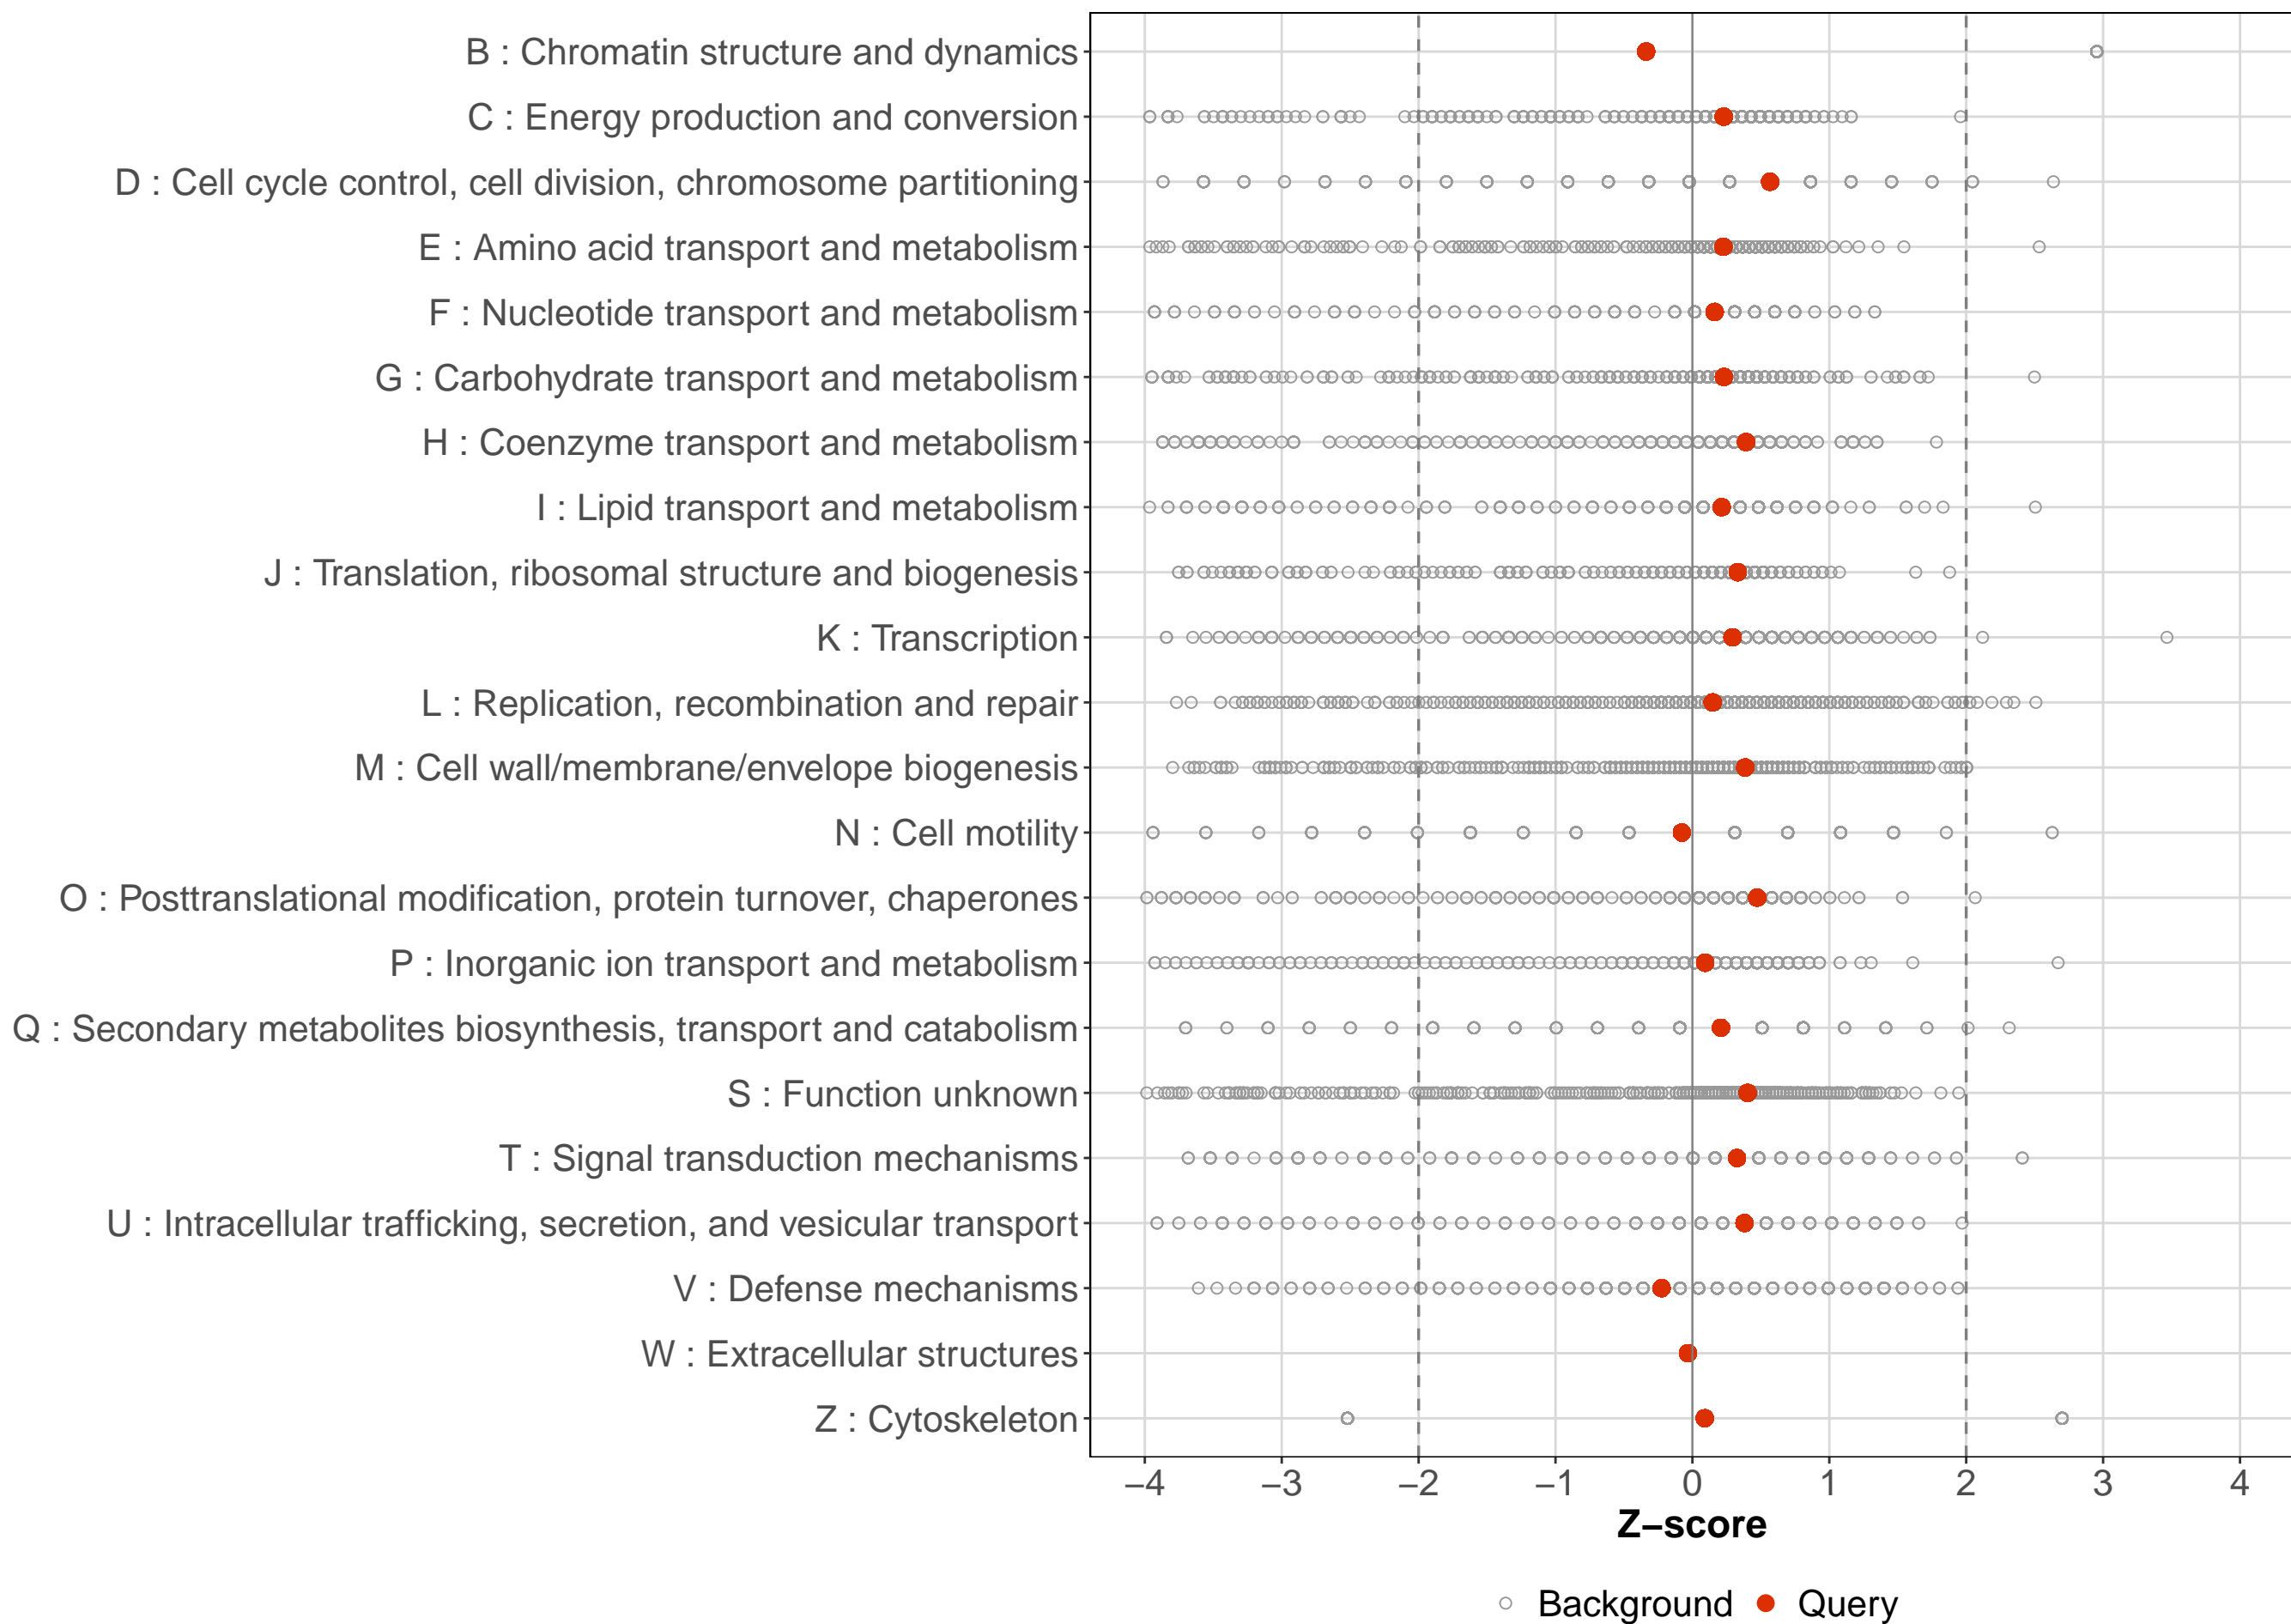 B : Chromatin structure and dynamics
C : Energy production and conversion
D : Cell cycle control, cell division, chromosome partitioning
E : Amino acid transport and metabolism
F : Nucleotide transport and metabolism
G : Carbohydrate transport and metabolism
H : Coenzyme transport and metabolism
I : Lipid transport and metabolism
J : Translation, ribosomal structure and biogenesis
K : Transcription
L : Replication, recombination and repair
M : Cell wall/membrane/envelope biogenesis
N : Cell motility
O : Posttranslational modification, protein turnover, chaperones
P : Inorganic ion transport and metabolism
Q : Secondary metabolites biosynthesis, transport and catabolism
S : Function unknown
T : Signal transduction mechanisms
U : Intracellular trafficking, secretion, and vesicular transport
V : Defense mechanisms
W : Extracellular structures
Z : Cytoskeleton
−4 −3 −2 −1 0 1 2 3 4
Z−score
Background Query